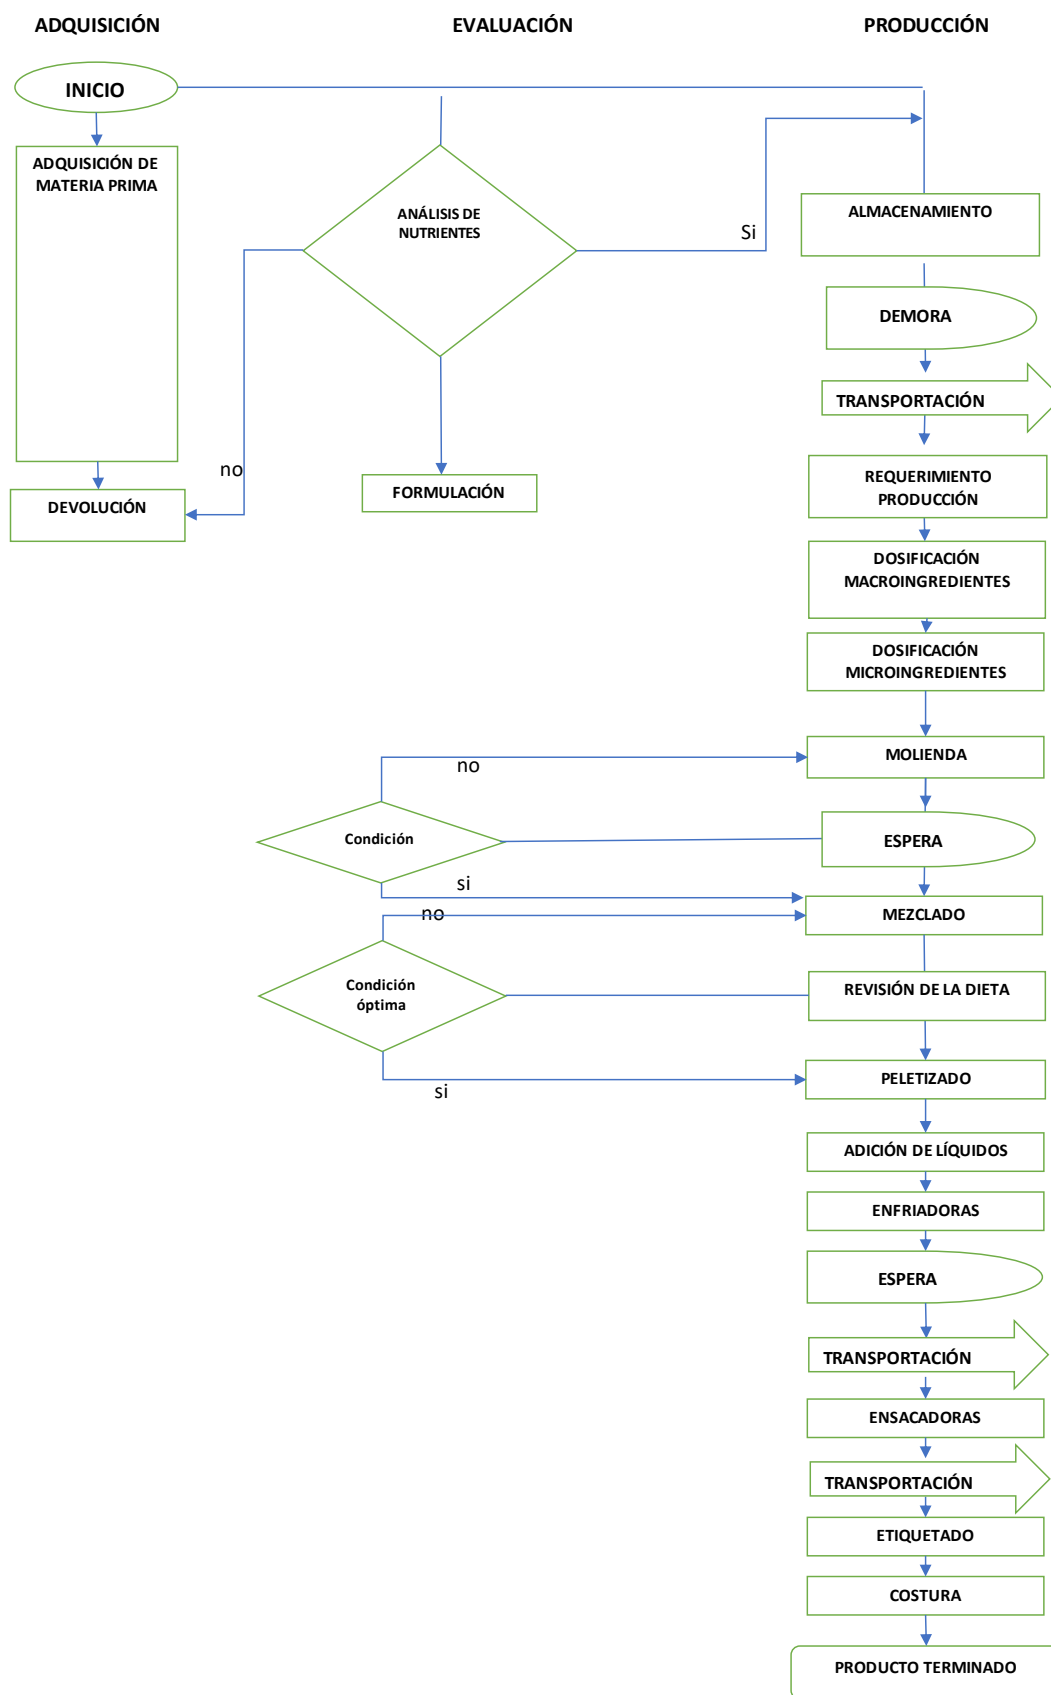 ADQUISICIÓN
EVALUACIÓN
PRODUCCIÓN
INICIO
ADQUISICIÓN DE
MATERIA PRIMA
ANÁLISIS DE
NUTRIENTES
Si
ALMACENAMIENTO
DEMORA
TRANSPORTACIÓN
no
DEVOLUCIÓN
FORMULACIÓN
REQUERIMIENTO
PRODUCCIÓN
DOSIFICACIÓN
MACROINGREDIENTES
DOSIFICACIÓN
MICROINGREDIENTES
no
MOLIENDA
Condición
ESPERA
si
no
MEZCLADO
Condición
óptima
REVISIÓN DE LA DIETA
si
PELETIZADO
ADICIÓN DE LÍQUIDOS
ENFRIADORAS
ESPERA
TRANSPORTACIÓN
ENSACADORAS
TRANSPORTACIÓN
ETIQUETADO
COSTURA
PRODUCTO TERMINADO